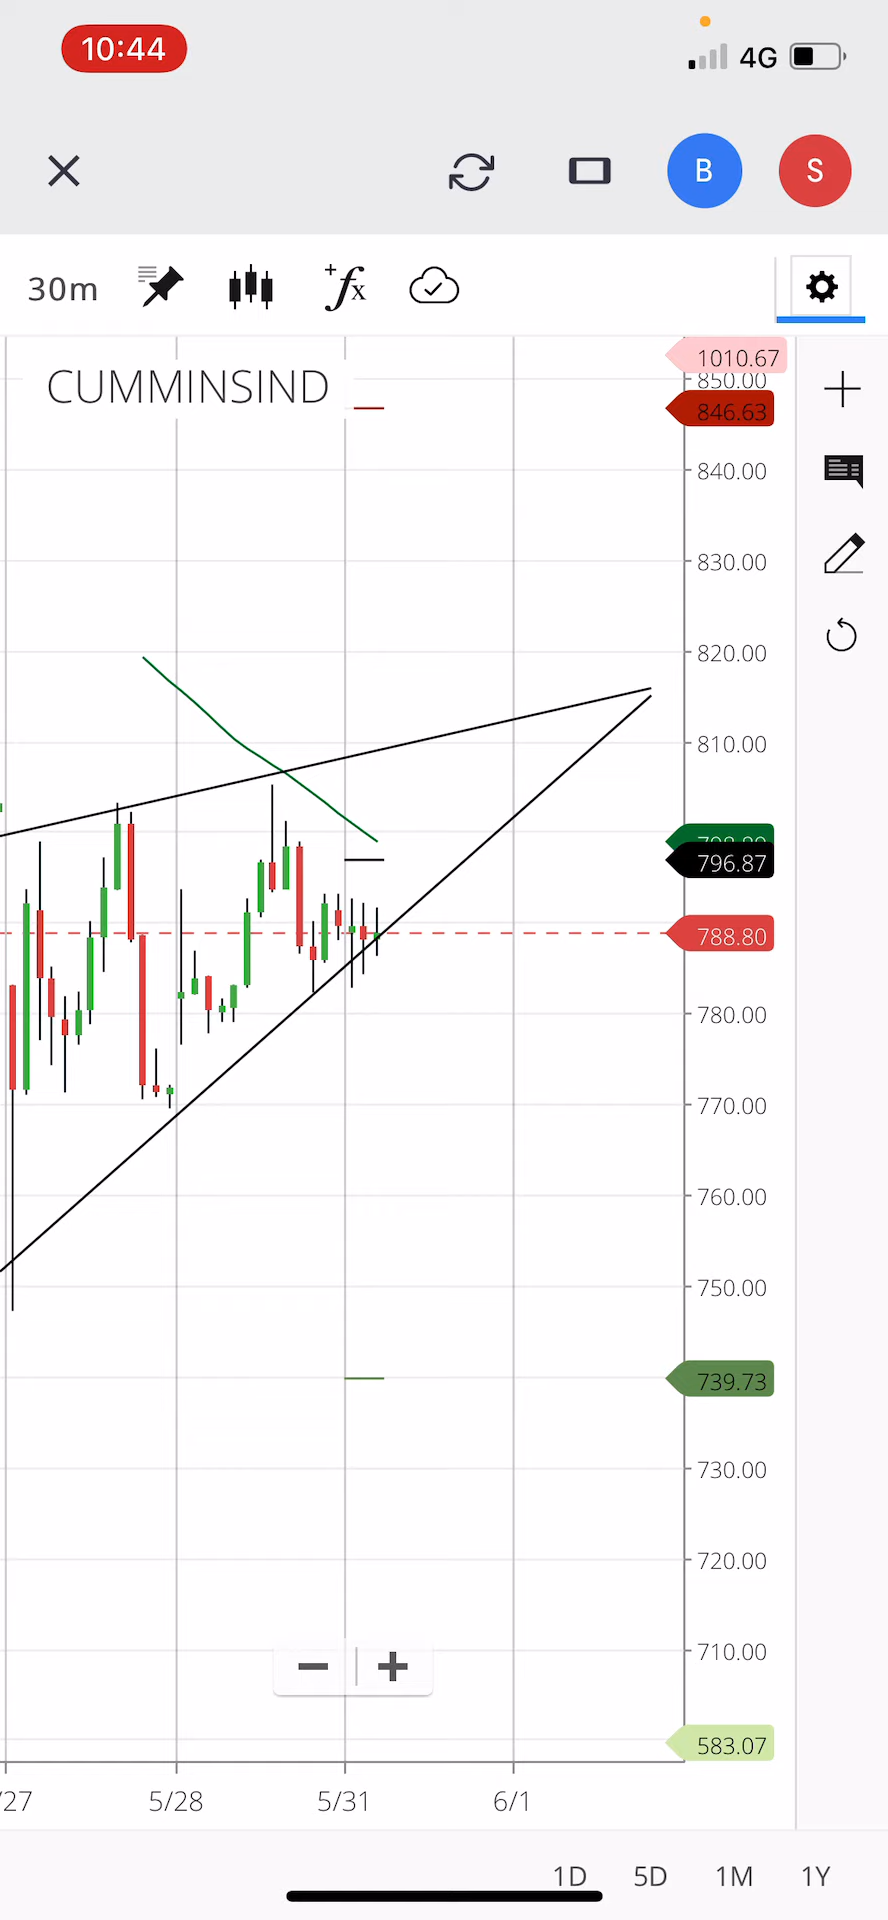 10:44
4G
B
S
30m
+fx
CUMMINSIND
1010.67
850.00
846.63
840.00
830.00
820.00
810.00
796.87
788.80
780.00
770.00
760.00
750.00
739.73
730.00
720.00
710.00
583.07
/27 5/28 5/31 6/1
1D 5D 1M 1Y